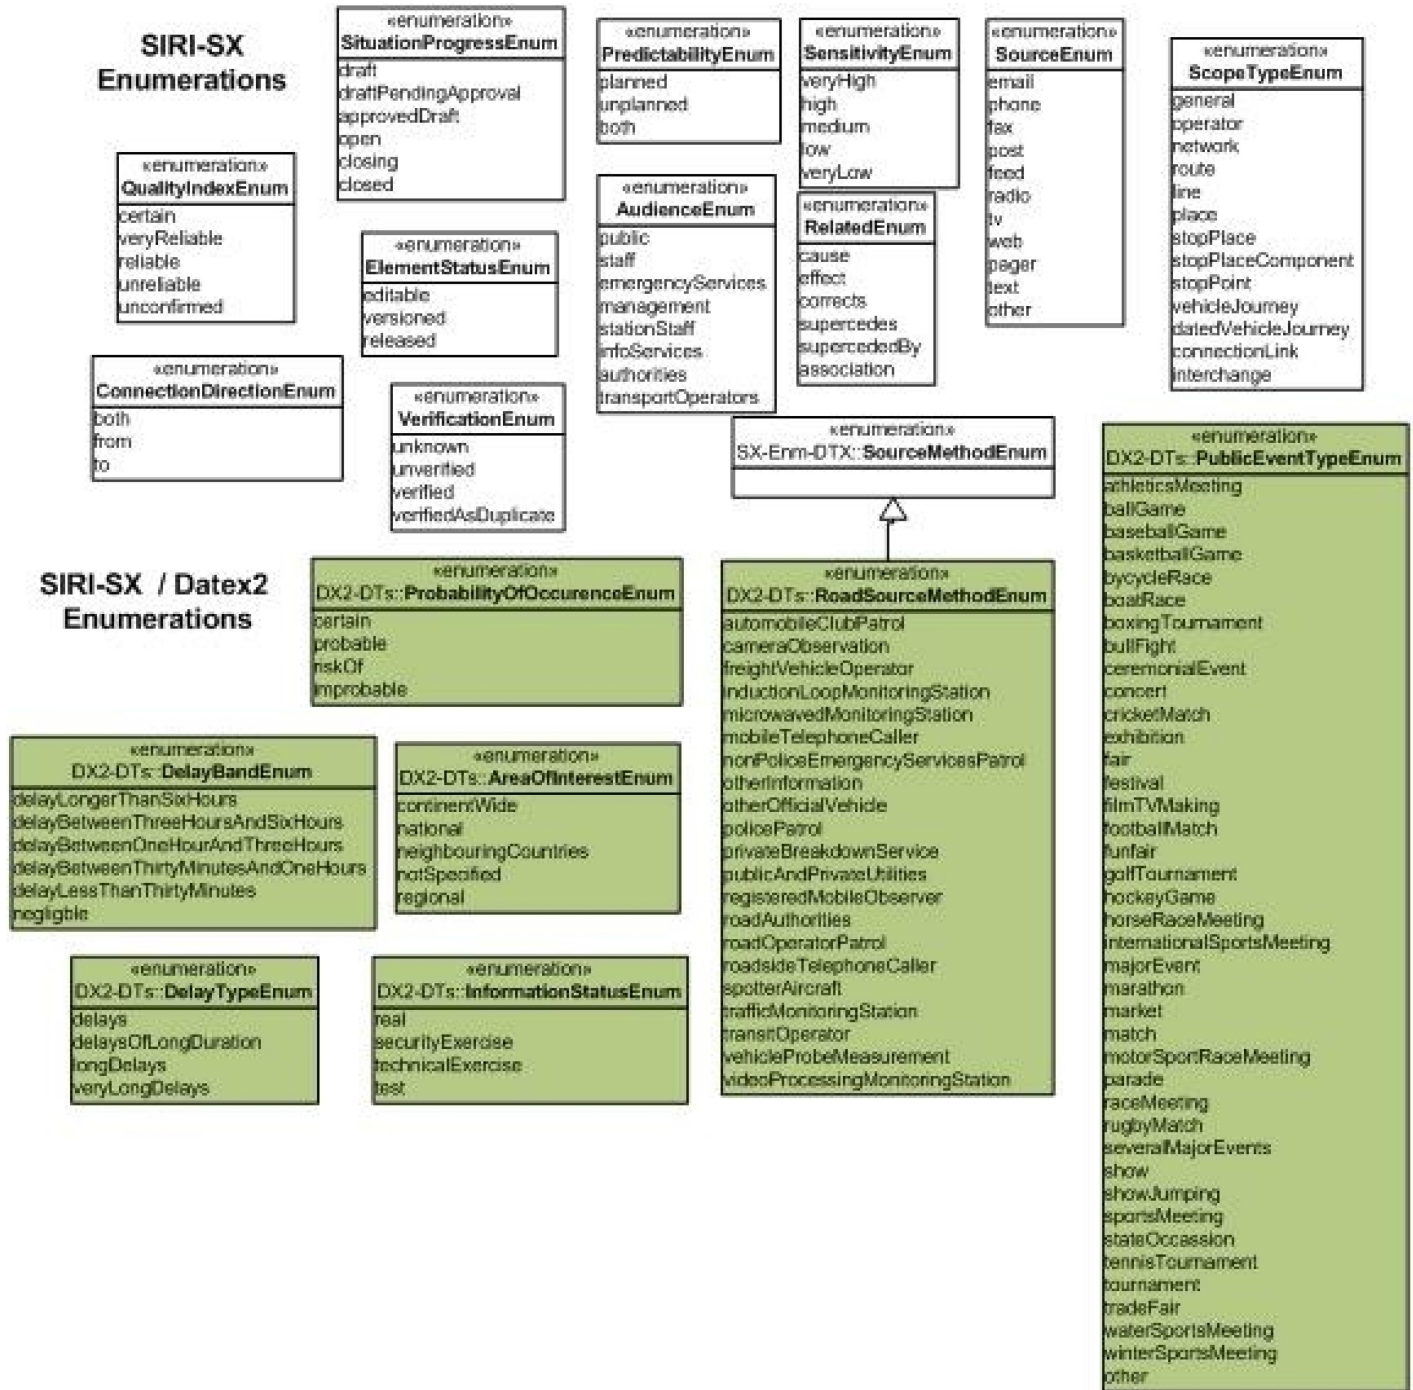 SIRI-SX
Enumerations
«enumeration»
SituationProgressEnum
draft
draftPendingApproval
approvedDraft
open
closing
closed
«enumeration»
PredictabilityEnum
planned
unplanned
both
«enumeration»
SensitivityEnum
veryHigh
high
medium
low
veryLow
«enumeration»
SourceEnum
email
phone
fax
post
feed
radio
tv
web
pager
text
other
«enumeration»
ScopeTypeEnum
general
operator
network
route
line
place
stopPlace
stopPlaceComponent
stopPoint
vehicleJourney
datedVehicleJourney
connectionLink
interchange
«enumeration»
QualityIndexEnum
certain
veryReliable
reliable
unreliable
unconfirmed
«enumeration»
ElementStatusEnum
editable
versioned
released
«enumeration»
AudienceEnum
public
staff
emergencyServices
management
stationStaff
infoServices
authorities
transportOperators
«enumeration»
RelatedEnum
cause
effect
corrects
supercedes
supercededBy
association
«enumeration»
ConnectionDirectionEnum
both
from
to
«enumeration»
VerificationEnum
unknown
unverified
verified
verifiedAsDuplicate
«enumeration»
SX-Enm-DTX::SourceMethodEnum
«enumeration»
DX2-DTs::PublicEventTypeEnum
athleticsMeeting
ballGame
baseballGame
basketballGame
bycycleRace
boatRace
boxingTournament
bullFight
ceremonialEvent
concert
cricketMatch
exhibition
fair
festival
filmTVMaking
footballMatch
funfair
golfTournament
hockeyGame
horseRaceMeeting
internationalSportsMeeting
majorEvent
marathon
market
match
motorSportRaceMeeting
parade
raceMeeting
rugbyMatch
severalMajorEvents
show
showJumping
sportsMeeting
stateOccassion
tennisTournament
tournament
tradeFair
waterSportsMeeting
winterSportsMeeting
other
SIRI-SX / Datex2
Enumerations
«enumeration»
DX2-DTs::ProbabilityOfOccurenceEnum
certain
probable
riskOf
improbable
«enumeration»
DX2-DTs::RoadSourceMethodEnum
automobileClubPatrol
cameraObservation
freightVehicleOperator
inductionLoopMonitoringStation
microwavedMonitoringStation
mobileTelephoneCaller
nonPoliceEmergencyServicesPatrol
otherInformation
otherOfficialVehicle
policePatrol
privateBreakdownService
publicAndPrivateUtilities
registeredMobileObserver
roadAuthorities
roadOperatorPatrol
roadsideTelephoneCaller
spotterAircraft
trafficMonitoringStation
transitOperator
vehicleProbeMeasurement
videoProcessingMonitoringStation
«enumeration»
DX2-DTs::DelayBandEnum
delayLongerThanSixHours
delayBetweenThreeHoursAndSixHours
delayBetweenOneHourAndThreeHours
delayBetweenThirtyMinutesAndOneHours
delayLessThanThirtyMinutes
negligble
«enumeration»
DX2-DTs::AreaOfInterestEnum
continentWide
national
neighbouringCountries
notSpecified
regional
«enumeration»
DX2-DTs::DelayTypeEnum
delays
delaysOfLongDuration
longDelays
veryLongDelays
«enumeration»
DX2-DTs::InformationStatusEnum
real
securityExercise
technicalExercise
test